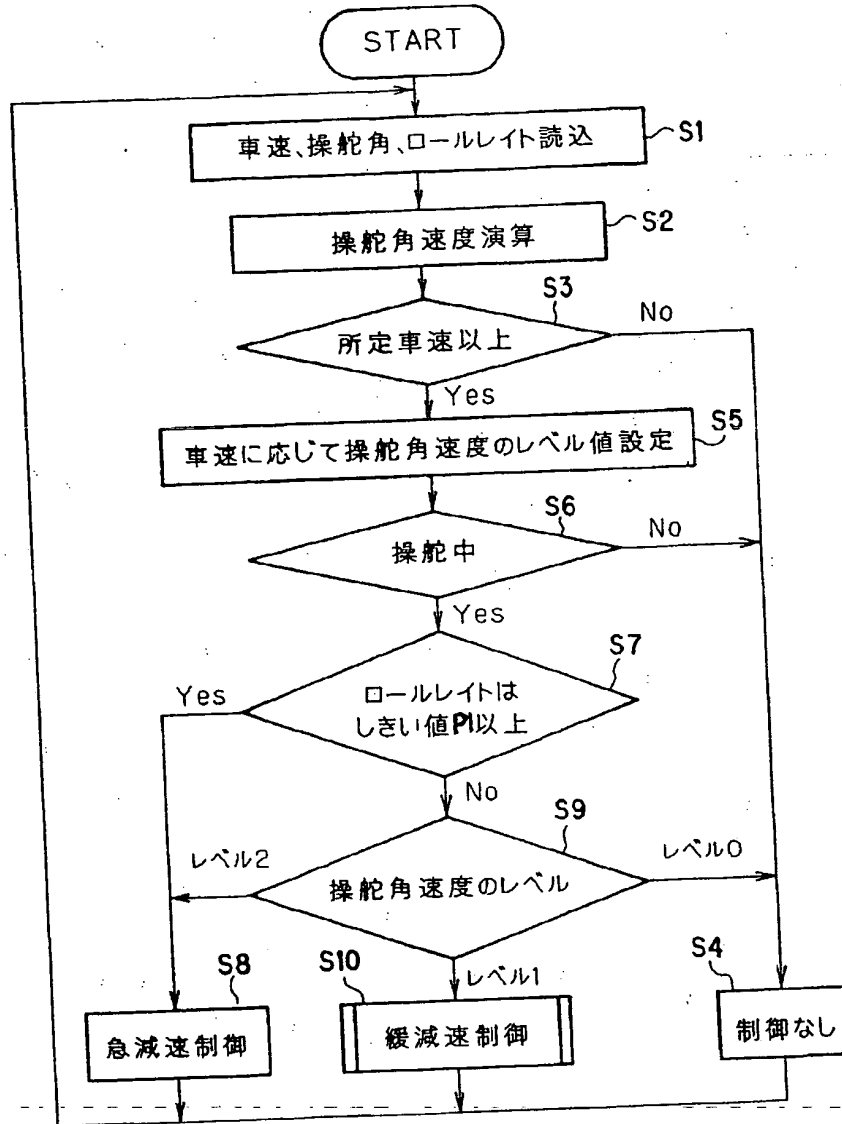 START
車速、操舵角、ロールレイト読込
S1
操舵角速度演算
S2
S3
所定車速以上
No
Yes
車速に応じて操舵角速度のレベル値設定
S5
S6
操舵中
No
Yes
S7
Yes
ロールレイトは
しきい値P1以上
No
S9
レベル2
操舵角速度のレベル
レベル0
S8
S10
レベル1
S4
急減速制御
緩減速制御
制御なし